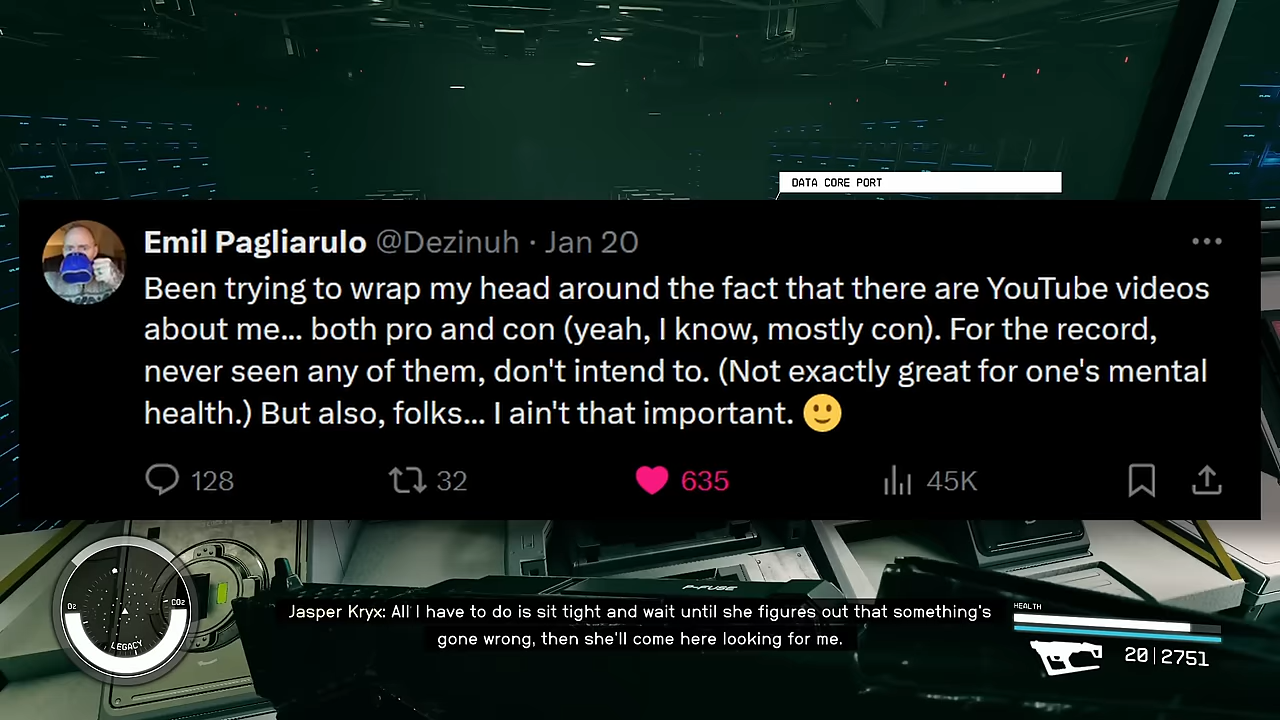 DATA CORE PORT
Emil Pagliarulo @Dezinuh · Jan 20
Been trying to wrap my head around the fact that there are YouTube videos
about me... both pro and con (yeah, I know, mostly con). For the record,
never seen any of them, don't intend to. (Not exactly great for one's mental
health.) But also, folks... I ain't that important. 🙂
128 32 635 45K
P-FUSE
O2 CO2
LEGACY
Jasper Kryx: All I have to do is sit tight and wait until she figures out that something's
gone wrong, then she'll come here looking for me.
HEALTH
20|2751